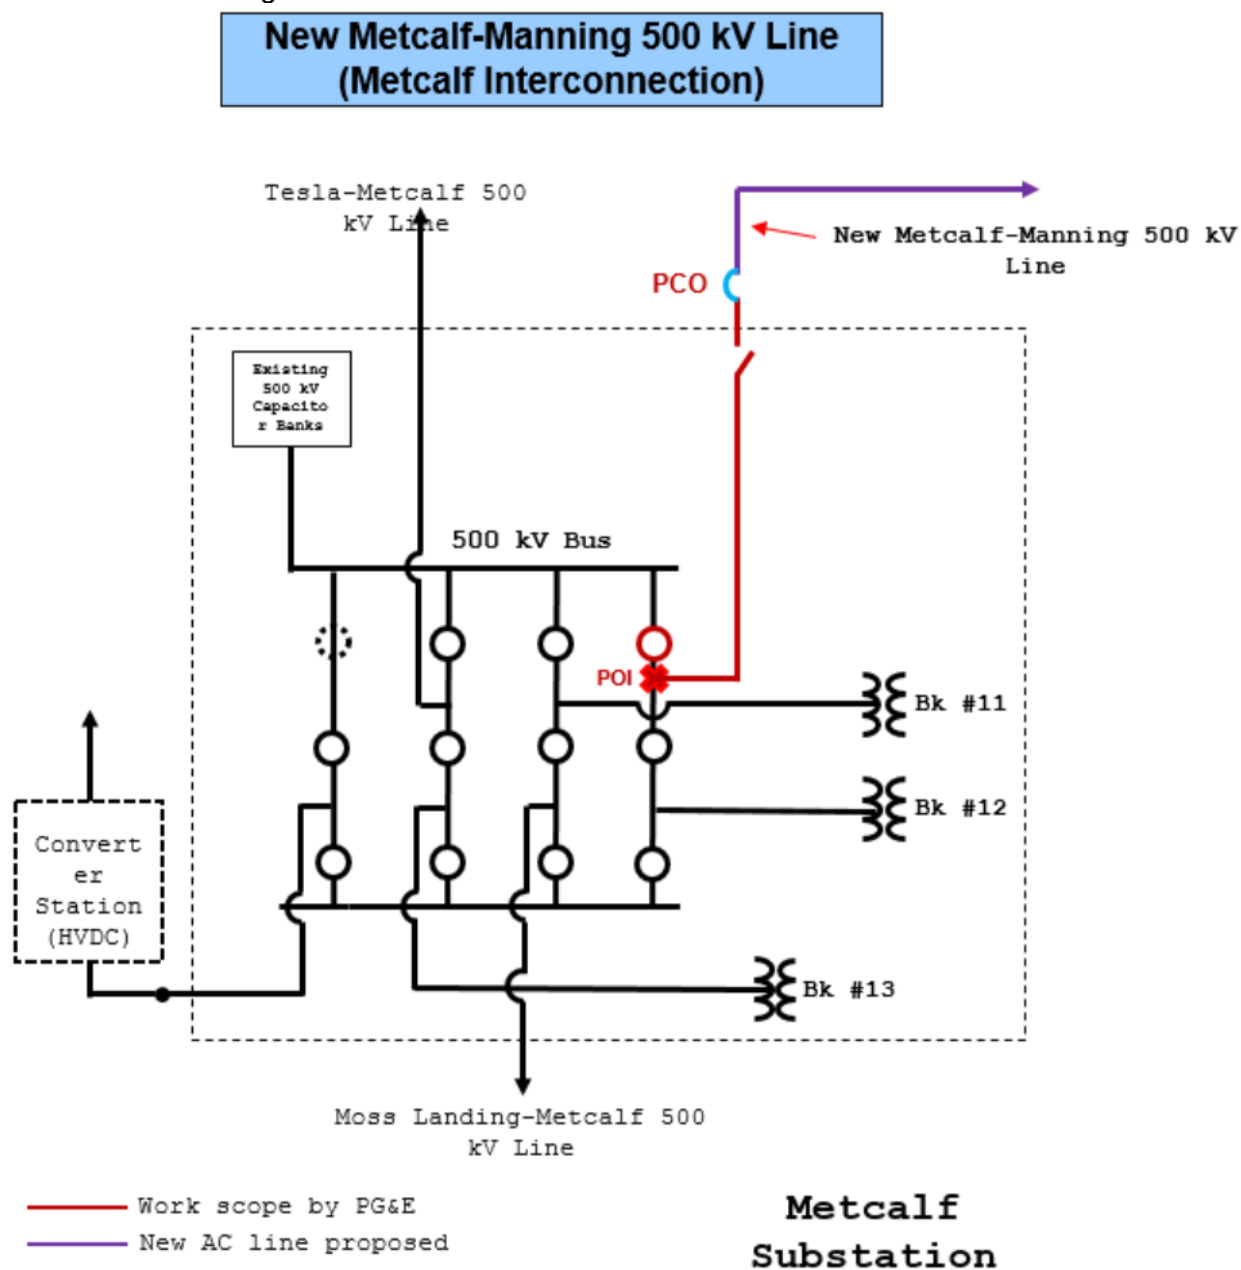 New Metcalf-Manning 500 kV Line
(Metcalf Interconnection)
Tesla-Metcalf 500
kV Line
New Metcalf-Manning 500 kV
Line
PCO
Existing
500 kV
Capacito
r Banks
500 kV Bus
POI
Bk #11
Bk #12
Convert
er
Station
(HVDC)
Bk #13
Moss Landing-Metcalf 500
kV Line
Work scope by PG&E
New AC line proposed
Metcalf
Substation